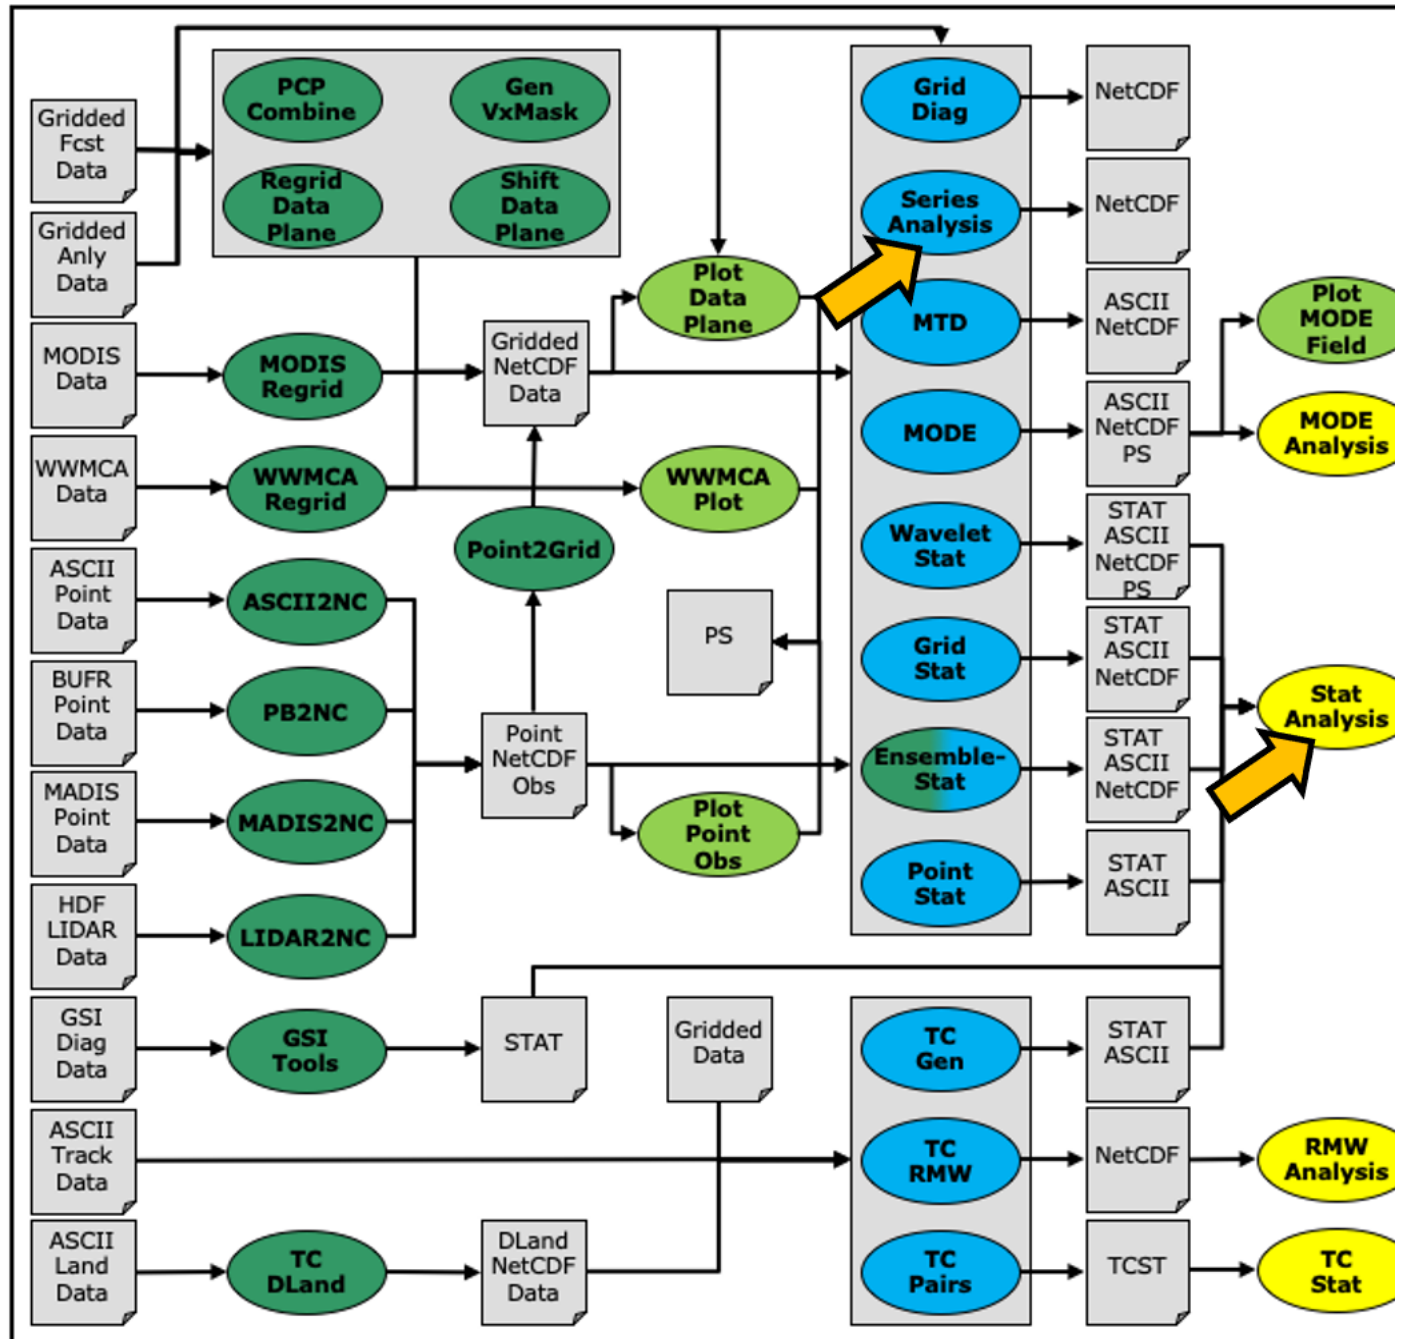 Gridded
Fcst
Data
Gridded
Anly
Data
MODIS
Data
WWMCA
Data
ASCII
Point
Data
BUFR
Point
Data
MADIS
Point
Data
HDF
LIDAR
Data
GSI
Diag
Data
ASCII
Track
Data
ASCII
Land
Data
PCP
Combine
Gen
VxMask
Regrid
Data
Plane
Shift
Data
Plane
MODIS
Regrid
WWMCA
Regrid
ASCII2NC
PB2NC
MADIS2NC
LIDAR2NC
GSI
Tools
TC
DLand
Gridded
NetCDF
Data
Point2Grid
Point
NetCDF
Obs
STAT
DLand
NetCDF
Data
Plot
Data
Plane
WWMCA
Plot
PS
Plot
Point
Obs
Gridded
Data
Grid
Diag
Series
Analysis
MTD
MODE
Wavelet
Stat
Grid
Stat
Ensemble-
Stat
Point
Stat
TC
Gen
TC
RMW
TC
Pairs
NetCDF
NetCDF
ASCII
NetCDF
ASCII
NetCDF
PS
STAT
ASCII
NetCDF
PS
STAT
ASCII
NetCDF
STAT
ASCII
NetCDF
STAT
ASCII
STAT
ASCII
NetCDF
TCST
Plot
MODE
Field
MODE
Analysis
Stat
Analysis
RMW
Analysis
TC
Stat